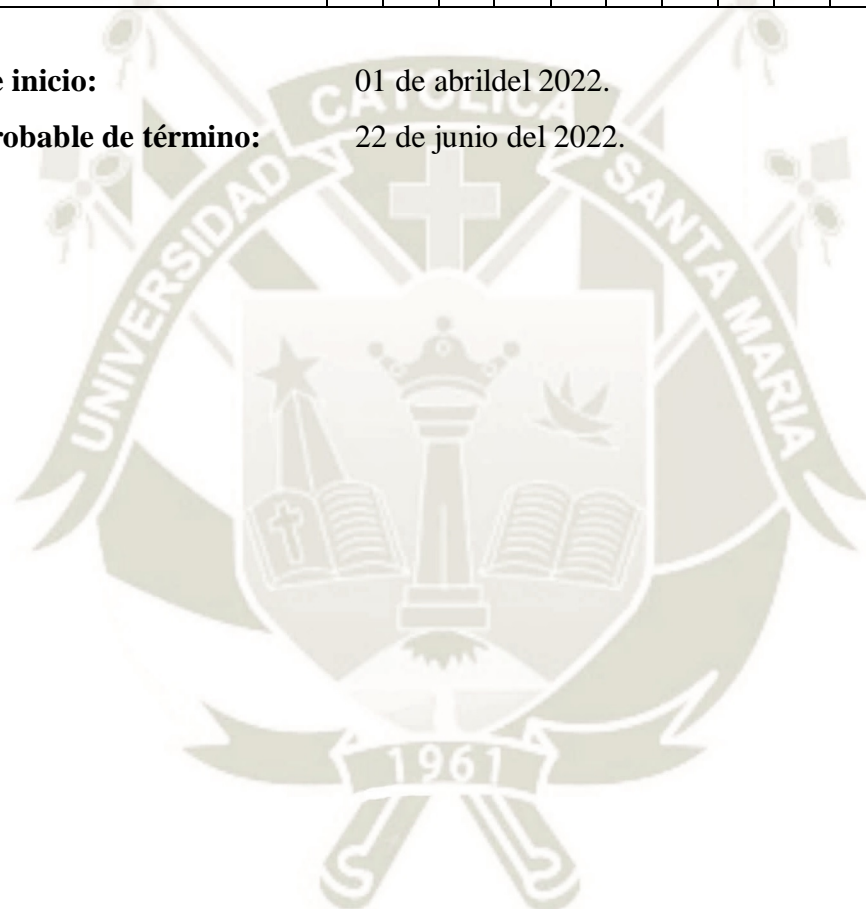 e inicio: 01 de abrildel 2022.
robable de término: 22 de junio del 2022.
UNIVERSIDAD CATOLICA SANTA MARIA
1961